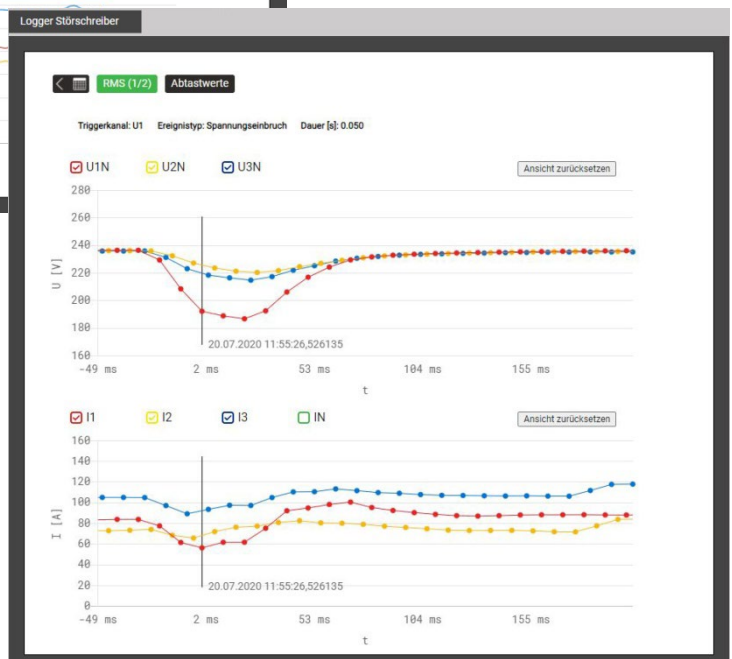 Logger Störschreiber
RMS (1/2) Abtastwerte
Triggerkanal: U1 Ereignistyp: Spannungseinbruch Dauer [s]: 0.050
U1N U2N U3N Ansicht zurücksetzen
280
260
240
220
200
180
160
U [V]
20.07.2020 11:55:26,526135
-49 ms 2 ms 53 ms 104 ms 155 ms
t
I1 I2 I3 IN Ansicht zurücksetzen
160
140
120
100
80
60
40
20
0
I [A]
20.07.2020 11:55:26,526135
-49 ms 2 ms 53 ms 104 ms 155 ms
t